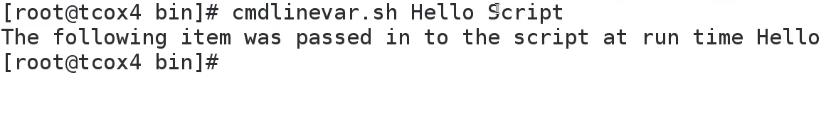 [root@tcox4 bin]# cmdlinevar.sh Hello Script
The following item was passed in to the script at run time Hello
[root@tcox4 bin]#